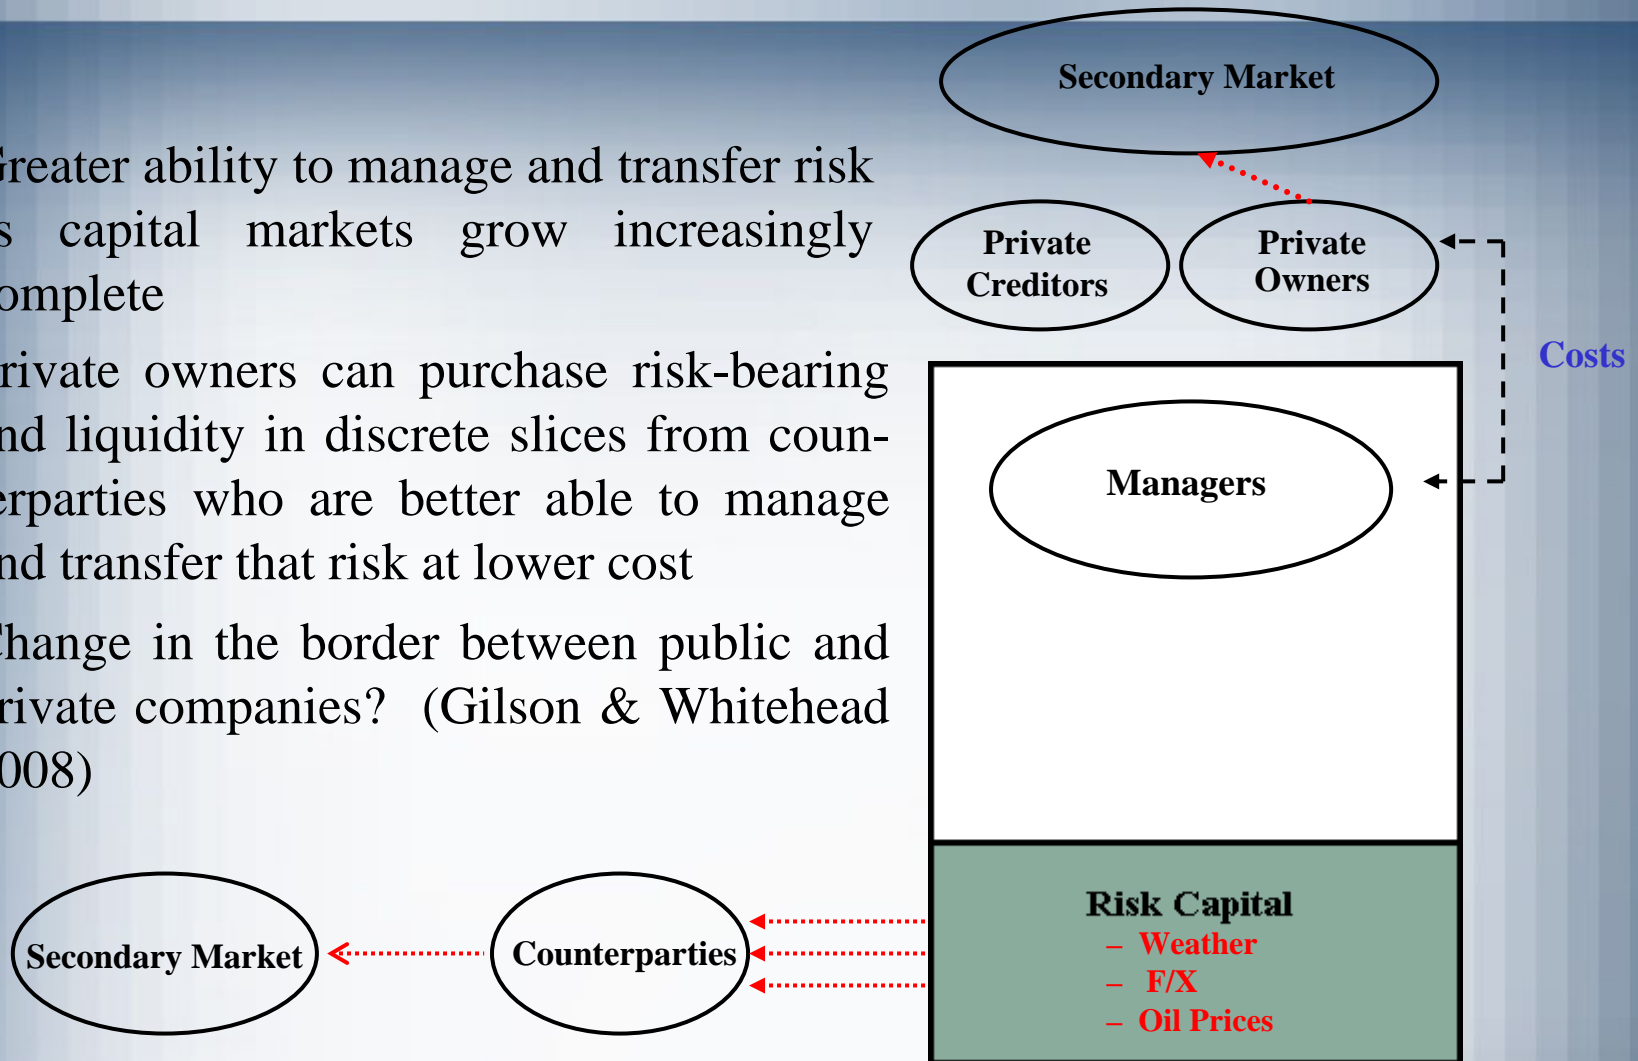 Greater ability to manage and transfer risk
s capital markets grow increasingly
omplete
rivate owners can purchase risk-bearing
nd liquidity in discrete slices from coun-
erparties who are better able to manage
nd transfer that risk at lower cost
Change in the border between public and
rivate companies? (Gilson & Whitehead
008)
Secondary Market
Private
Creditors
Private
Owners
Costs
Managers
Risk Capital
– Weather
– F/X
– Oil Prices
Counterparties
Secondary Market